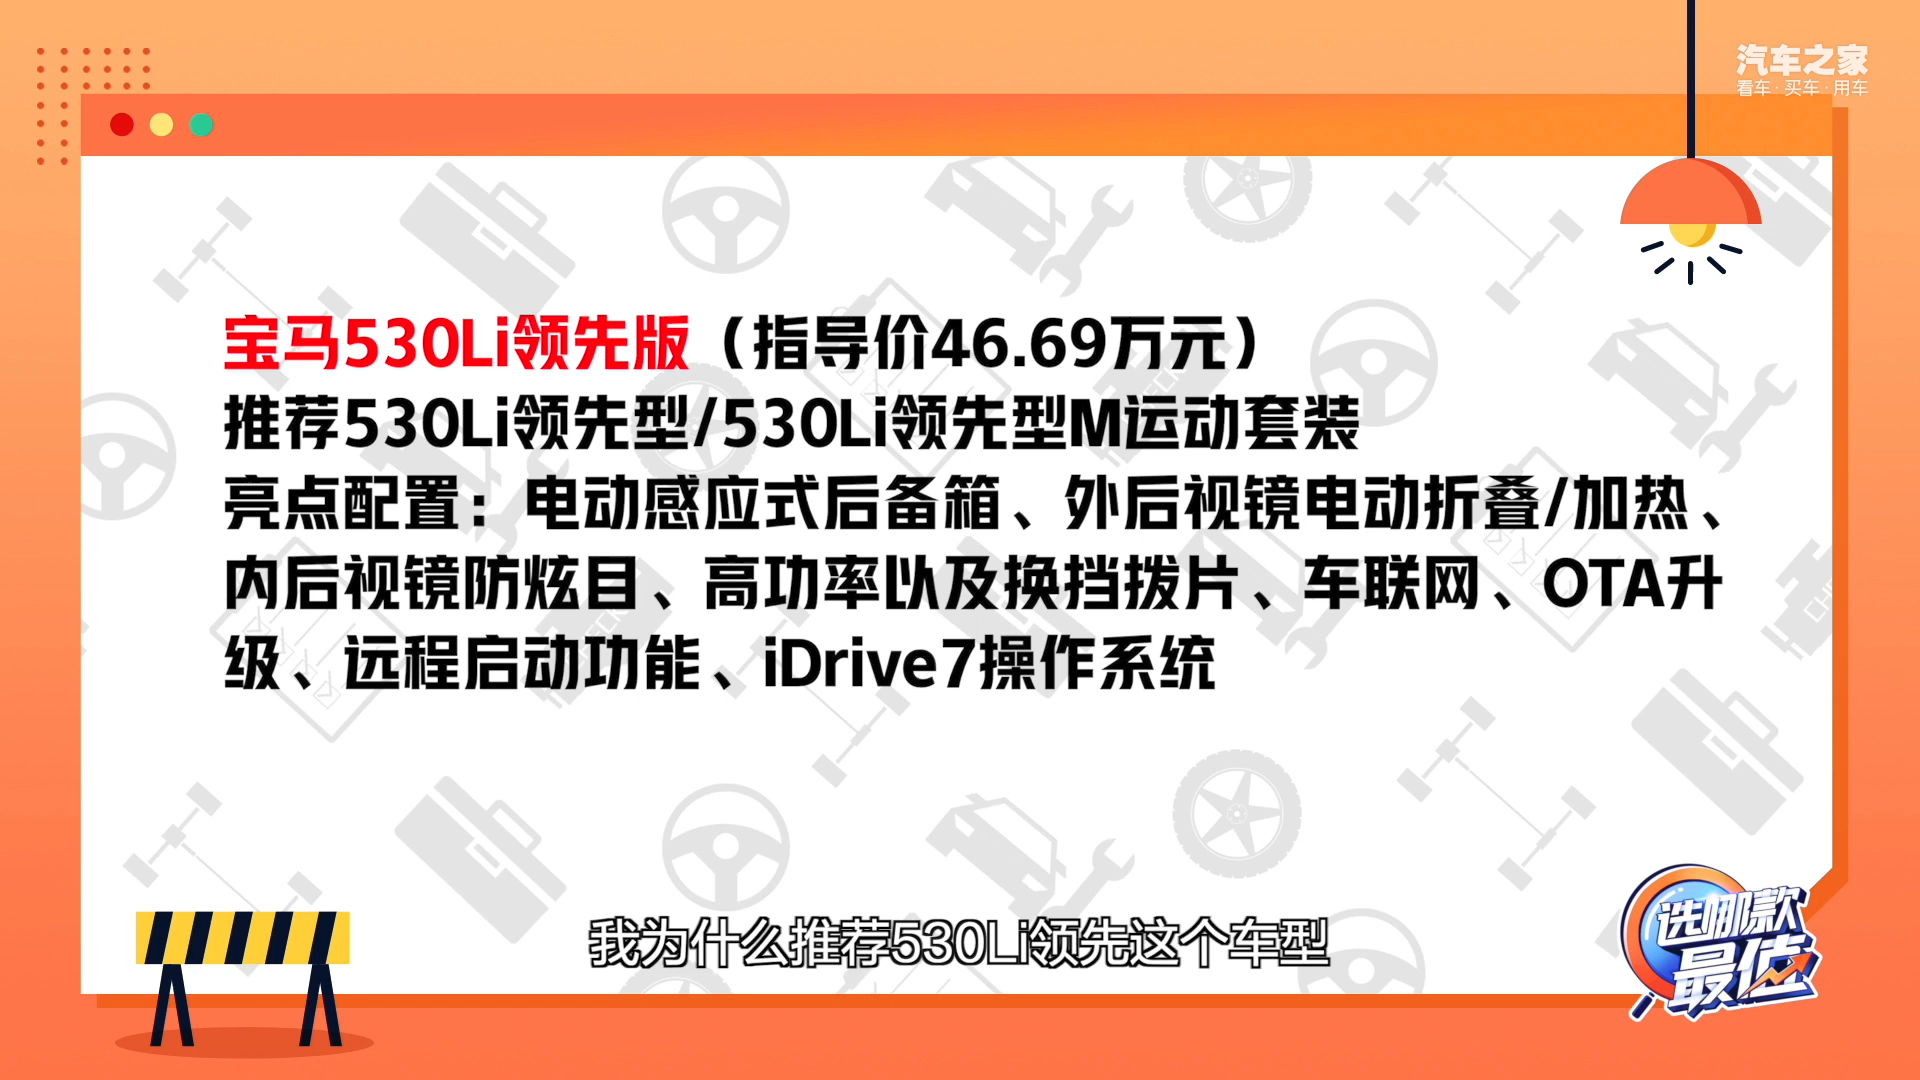 汽车之家
看车·买车·用车
宝马530Li领先版（指导价46.69万元）
推荐530Li领先型/530Li领先型M运动套装
亮点配置：电动感应式后备箱、外后视镜电动折叠/加热、
内后视镜防炫目、高功率以及换挡拨片、车联网、OTA升
级、远程启动功能、iDrive7操作系统
我为什么推荐530Li领先这个车型
选哪款
最值